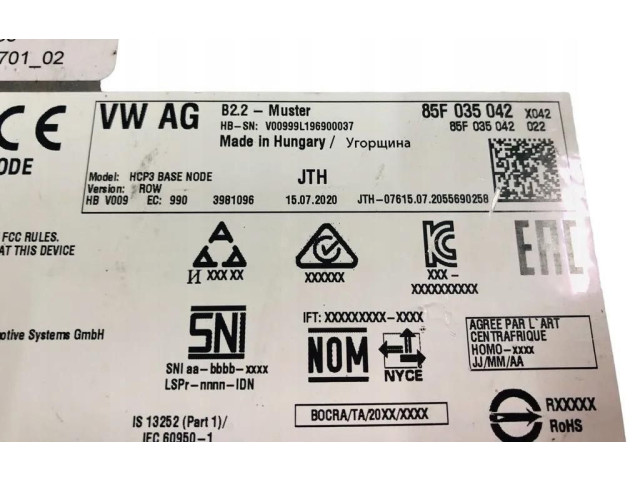 701_02
CE
ODE
FCC RULES.
AT THIS DEVICE
otive Systems GmbH
VW AG
B2.2 – Muster
HB-SN: V00999L196900037
Made in Hungary / Угорщина
85F 035 042 X042
85F 035 042 022
Model: HCP3 BASE NODE
Version: ROW
HB V009 EC: 990 3981096
JTH
15.07.2020 JTH-07615.07.2055690258
И XXX XX
XXXXXX
XXX -
XXXXXXXXXX
EAC
SNI
SNI aa-bbbb-xxxx
LSPr-nnnn-IDN
IFT: XXXXXXXXX-XXXX
NOM
NYCE
AGREE PAR L`ART
CENTRAFRIQUE
HOMO-xxxx
JJ/MM/AA
IS 13252 (Part 1)/
IEC 60950-1
BOCRA/TA/20XX/XXXX
RXXXXX
RoHS